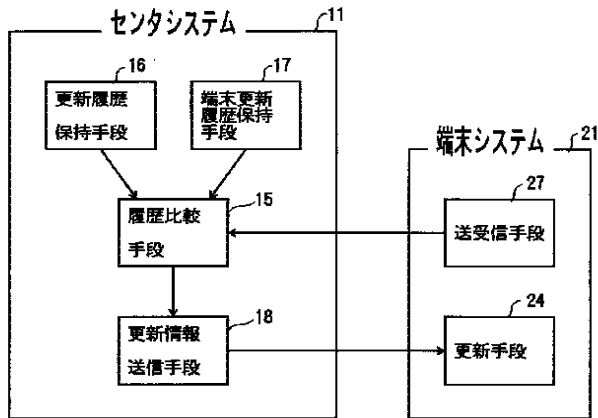 センタシステム
11
16
更新履歴
保持手段
17
端末更新
履歴保持
手段
端末システム
21
15
履歴比較
手段
27
送受信手段
18
更新情報
送信手段
24
更新手段